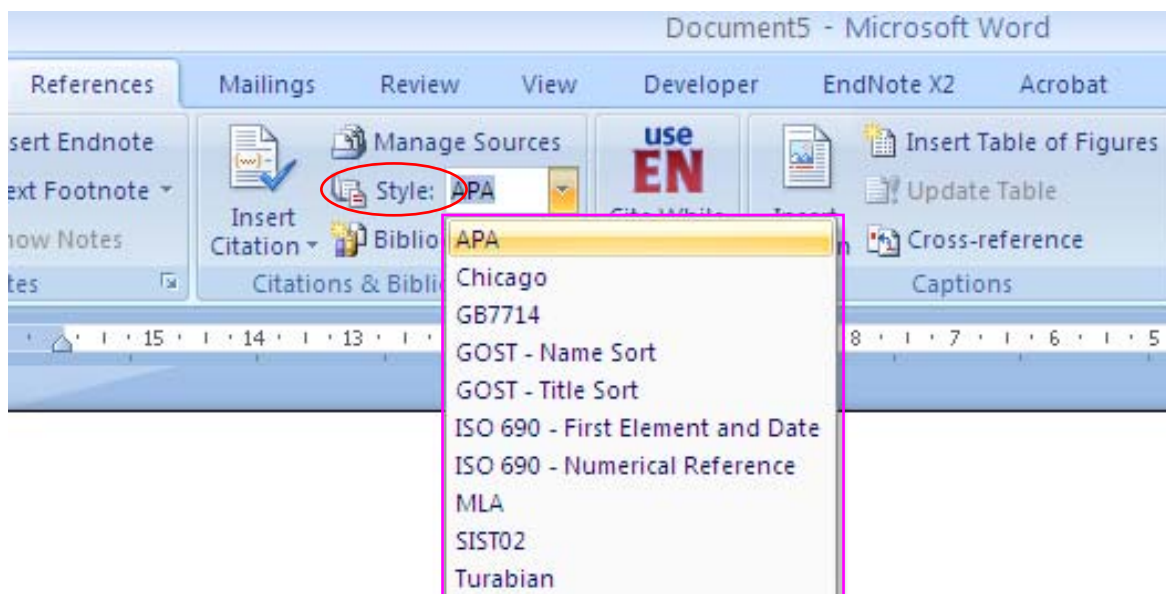 Document5 - Microsoft Word
References Mailings Review View Developer EndNote X2 Acrobat
sert Endnote Manage Sources use Insert Table of Figures
ext Footnote Style: APA EN Update Table
Insert
Citation Biblio Cross-reference
now Notes
tes Citations & Bibli Captions
15 14 13 8 7 6 5
APA
Chicago
GB7714
GOST - Name Sort
GOST - Title Sort
ISO 690 - First Element and Date
ISO 690 - Numerical Reference
MLA
SIST02
Turabian